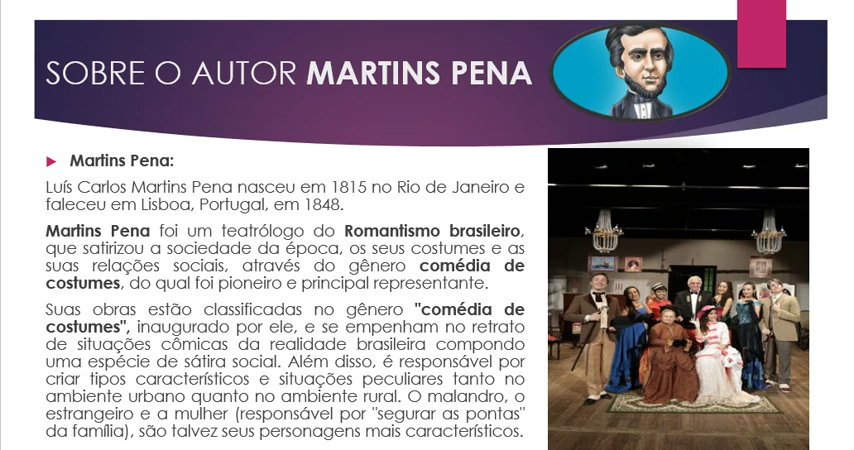 SOBRE O AUTOR MARTINS PENA
Martins Pena:
Luís Carlos Martins Pena nasceu em 1815 no Rio de Janeiro e
faleceu em Lisboa, Portugal, em 1848.
Martins Pena foi um teatrólogo do Romantismo brasileiro,
que satirizou a sociedade da época, os seus costumes e as
suas relações sociais, através do gênero comédia de
costumes, do qual foi pioneiro e principal representante.
Suas obras estão classificadas no gênero "comédia de
costumes", inaugurado por ele, e se empenham no retrato
de situações cômicas da realidade brasileira compondo
uma espécie de sátira social. Além disso, é responsável por
criar tipos característicos e situações peculiares tanto no
ambiente urbano quanto no ambiente rural. O malandro, o
estrangeiro e a mulher (responsável por "segurar as pontas"
da família), são talvez seus personagens mais característicos.